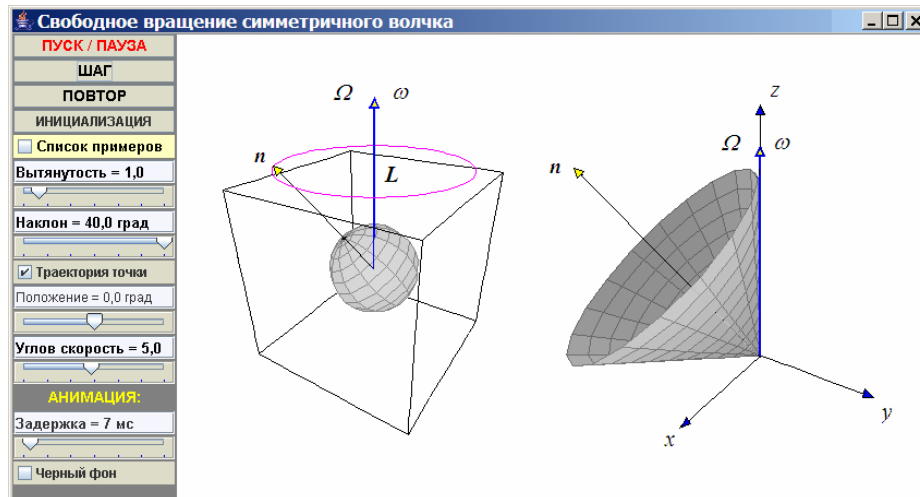 Свободное вращение симметричного волчка
ПУСК / ПАУЗА
ШАГ
ПОВТОР
ИНИЦИАЛИЗАЦИЯ
Список примеров
Вытянутость = 1,0
Наклон = 40,0 град
Траектория точки
Положение = 0,0 град
Углов скорость = 5,0
АНИМАЦИЯ:
Задержка = 7 мс
Черный фон
Ω ω
n
L
z
Ω ω
n
x
y